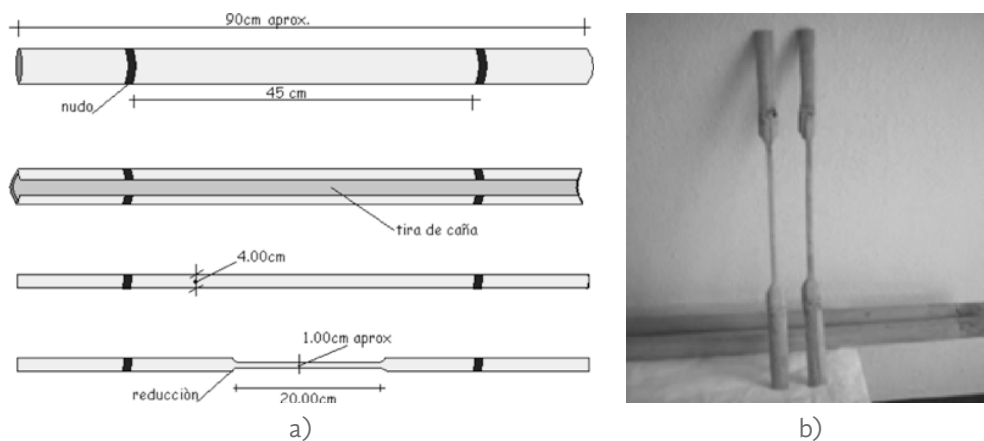 90cm aprox.
nudo
45 cm
tira de caña
4.00cm
1.00cm aprox
reducciòn
20.00cm
a)
b)